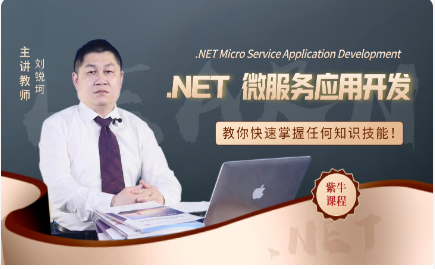 主讲教师
刘锐坷
.NET Micro Service Application Development
.NET 微服务应用开发
教你快速掌握任何知识技能!
紫牛
课程
.NET